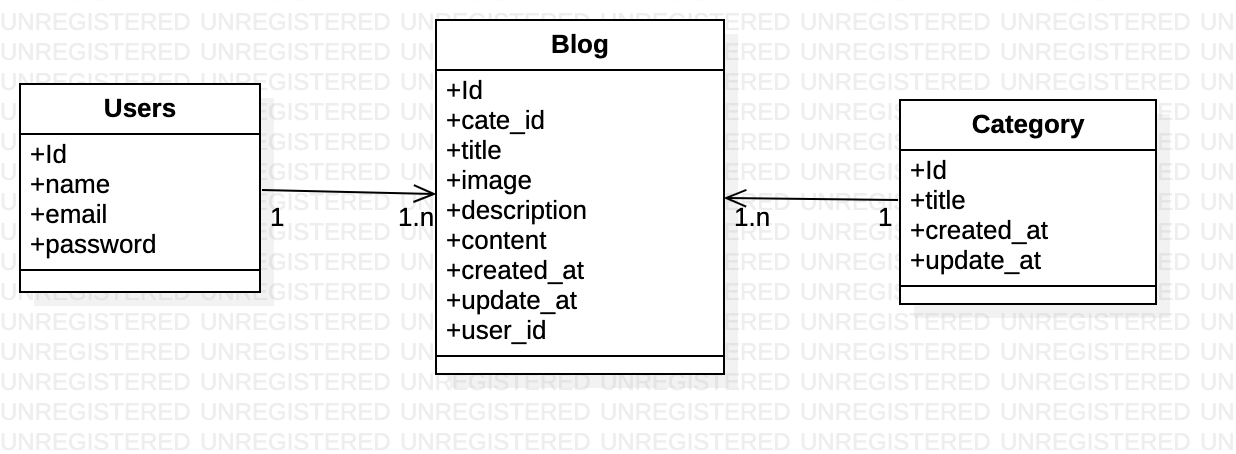 Users
+Id
+name
+email
+password
1
1.n
Blog
+Id
+cate_id
+title
+image
+description
+content
+created_at
+update_at
+user_id
1.n
1
Category
+Id
+title
+created_at
+update_at
UNREGISTERED